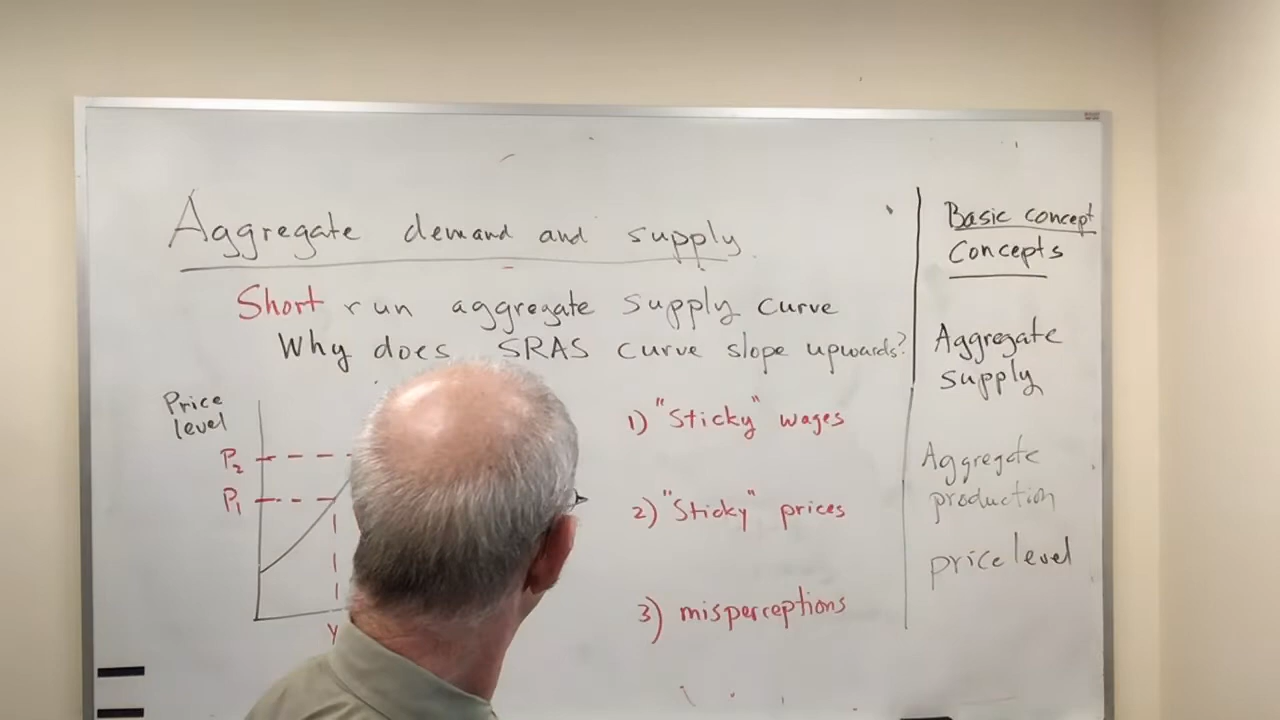 Aggregate demand and supply
Short run aggregate supply curve
Why does SRAS curve slope upwards?
Price
level
P2
P1
Y
1) "Sticky" wages
2) "Sticky" prices
3) misperceptions
Basic concept
Concepts
Aggregate
supply
Aggregate
production
price level